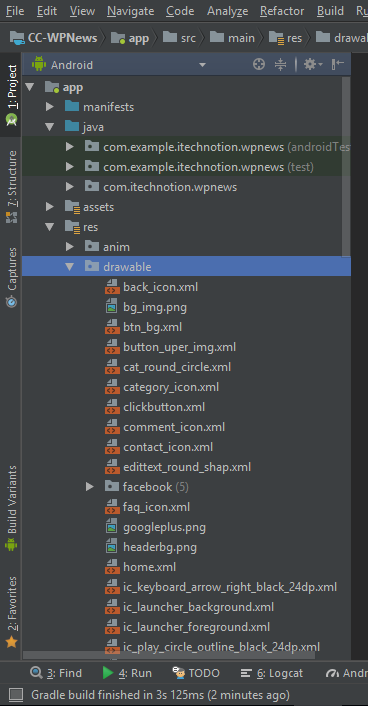 File Edit View Navigate Code Analyze Refactor Build
CC-WPNews app src main res
1: Project
Android
app
manifests
java
com.example.itechnotion.wpnews (androidTes
com.example.itechnotion.wpnews (test)
com.itechnotion.wpnews
assets
res
anim
drawable
back_icon.xml
bg_img.png
btn_bg.xml
button_uper_img.xml
cat_round_circle.xml
category_icon.xml
clickbutton.xml
comment_icon.xml
contact_icon.xml
edittext_round_shap.xml
facebook (5)
faq_icon.xml
googleplus.png
headerbg.png
home.xml
ic_keyboard_arrow_right_black_24dp.xml
ic_launcher_background.xml
ic_launcher_foreground.xml
ic_play_circle_outline_black_24dp.xml
7: Structure
Captures
Build Variants
2: Favorites
3: Find 4: Run TODO 6: Logcat
Gradle build finished in 3s 125ms (2 minutes ago)